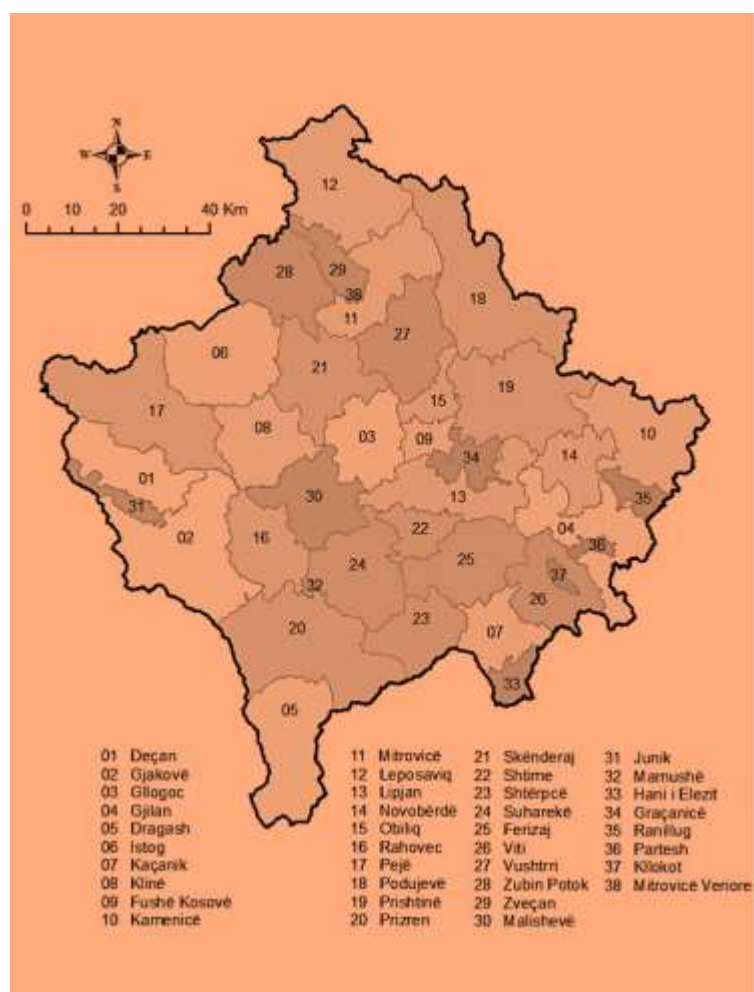 N
W E
S
0 10 20 40 Km
12
28
29
38
11
18
27
06
21
19
17
15
10
08
03
09
34
14
01
31
30
13
35
02
16
22
04
36
24
25
37
32
26
20
23
07
33
05
01 Deçan
02 Gjakovë
03 Gllogoc
04 Gjilan
05 Dragash
06 Istog
07 Kaçanik
08 Klinë
09 Fushë Kosovë
10 Kamenicë
11 Mitrovicë
12 Leposaviq
13 Lipjan
14 Novobërdë
15 Obiliq
16 Rahovec
17 Pejë
18 Podujevë
19 Prishtinë
20 Prizren
21 Skënderaj
22 Shtime
23 Shtërpcë
24 Suharekë
25 Ferizaj
26 Viti
27 Vushtrri
28 Zubin Potok
29 Zveçan
30 Malishevë
31 Junik
32 Mamushë
33 Hani i Elezit
34 Graçanicë
35 Ranillug
36 Partesh
37 Kllokot
38 Mitrovicë Veriore